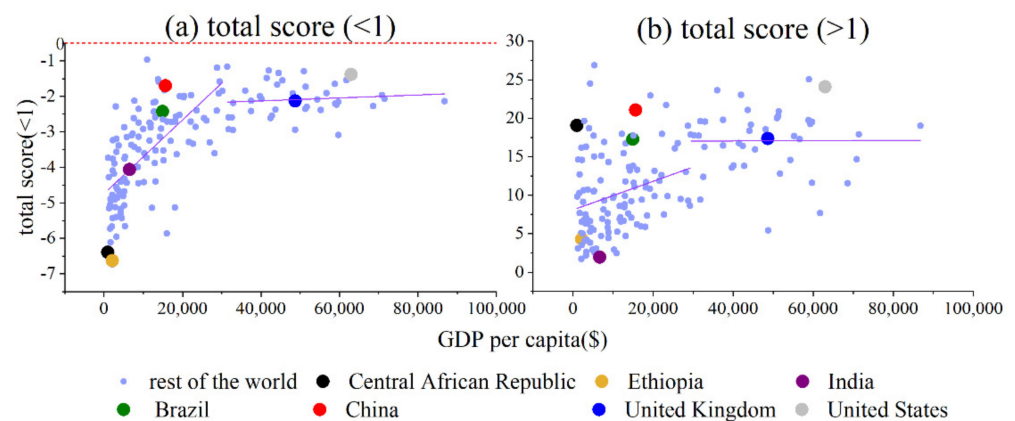 (a) total score (<1)
(b) total score (>1)
total score(<1)
0
-1
-2
-3
-4
-5
-6
-7
0
20,000
40,000
60,000
80,000
100,000
30
25
20
15
10
5
0
0
20,000
40,000
60,000
80,000
100,000
GDP per capita($)
rest of the world
Central African Republic
Ethiopia
India
Brazil
China
United Kingdom
United States